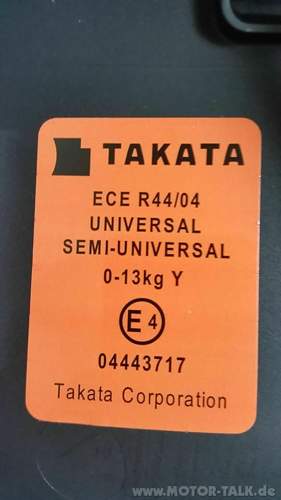 TAKATA
ECE R44/04
UNIVERSAL
SEMI-UNIVERSAL
0-13kg Y
E4
04443717
Takata Corporation
www.MOTOR-TALK.de